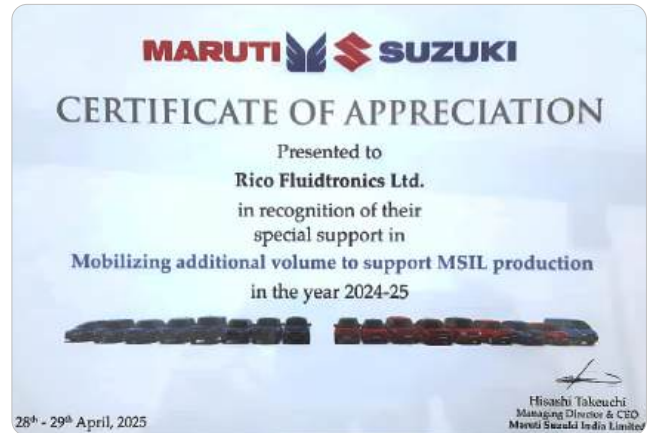 MARUTI SUZUKI
CERTIFICATE OF APPRECIATION
Presented to
Rico Fluidtronics Ltd.
in recognition of their
special support in
Mobilizing additional volume to support MSIL production
in the year 2024-25
Hisashi Takeuchi
Managing Director & CEO
Maruti Suzuki India Limited
28th - 29th April, 2025